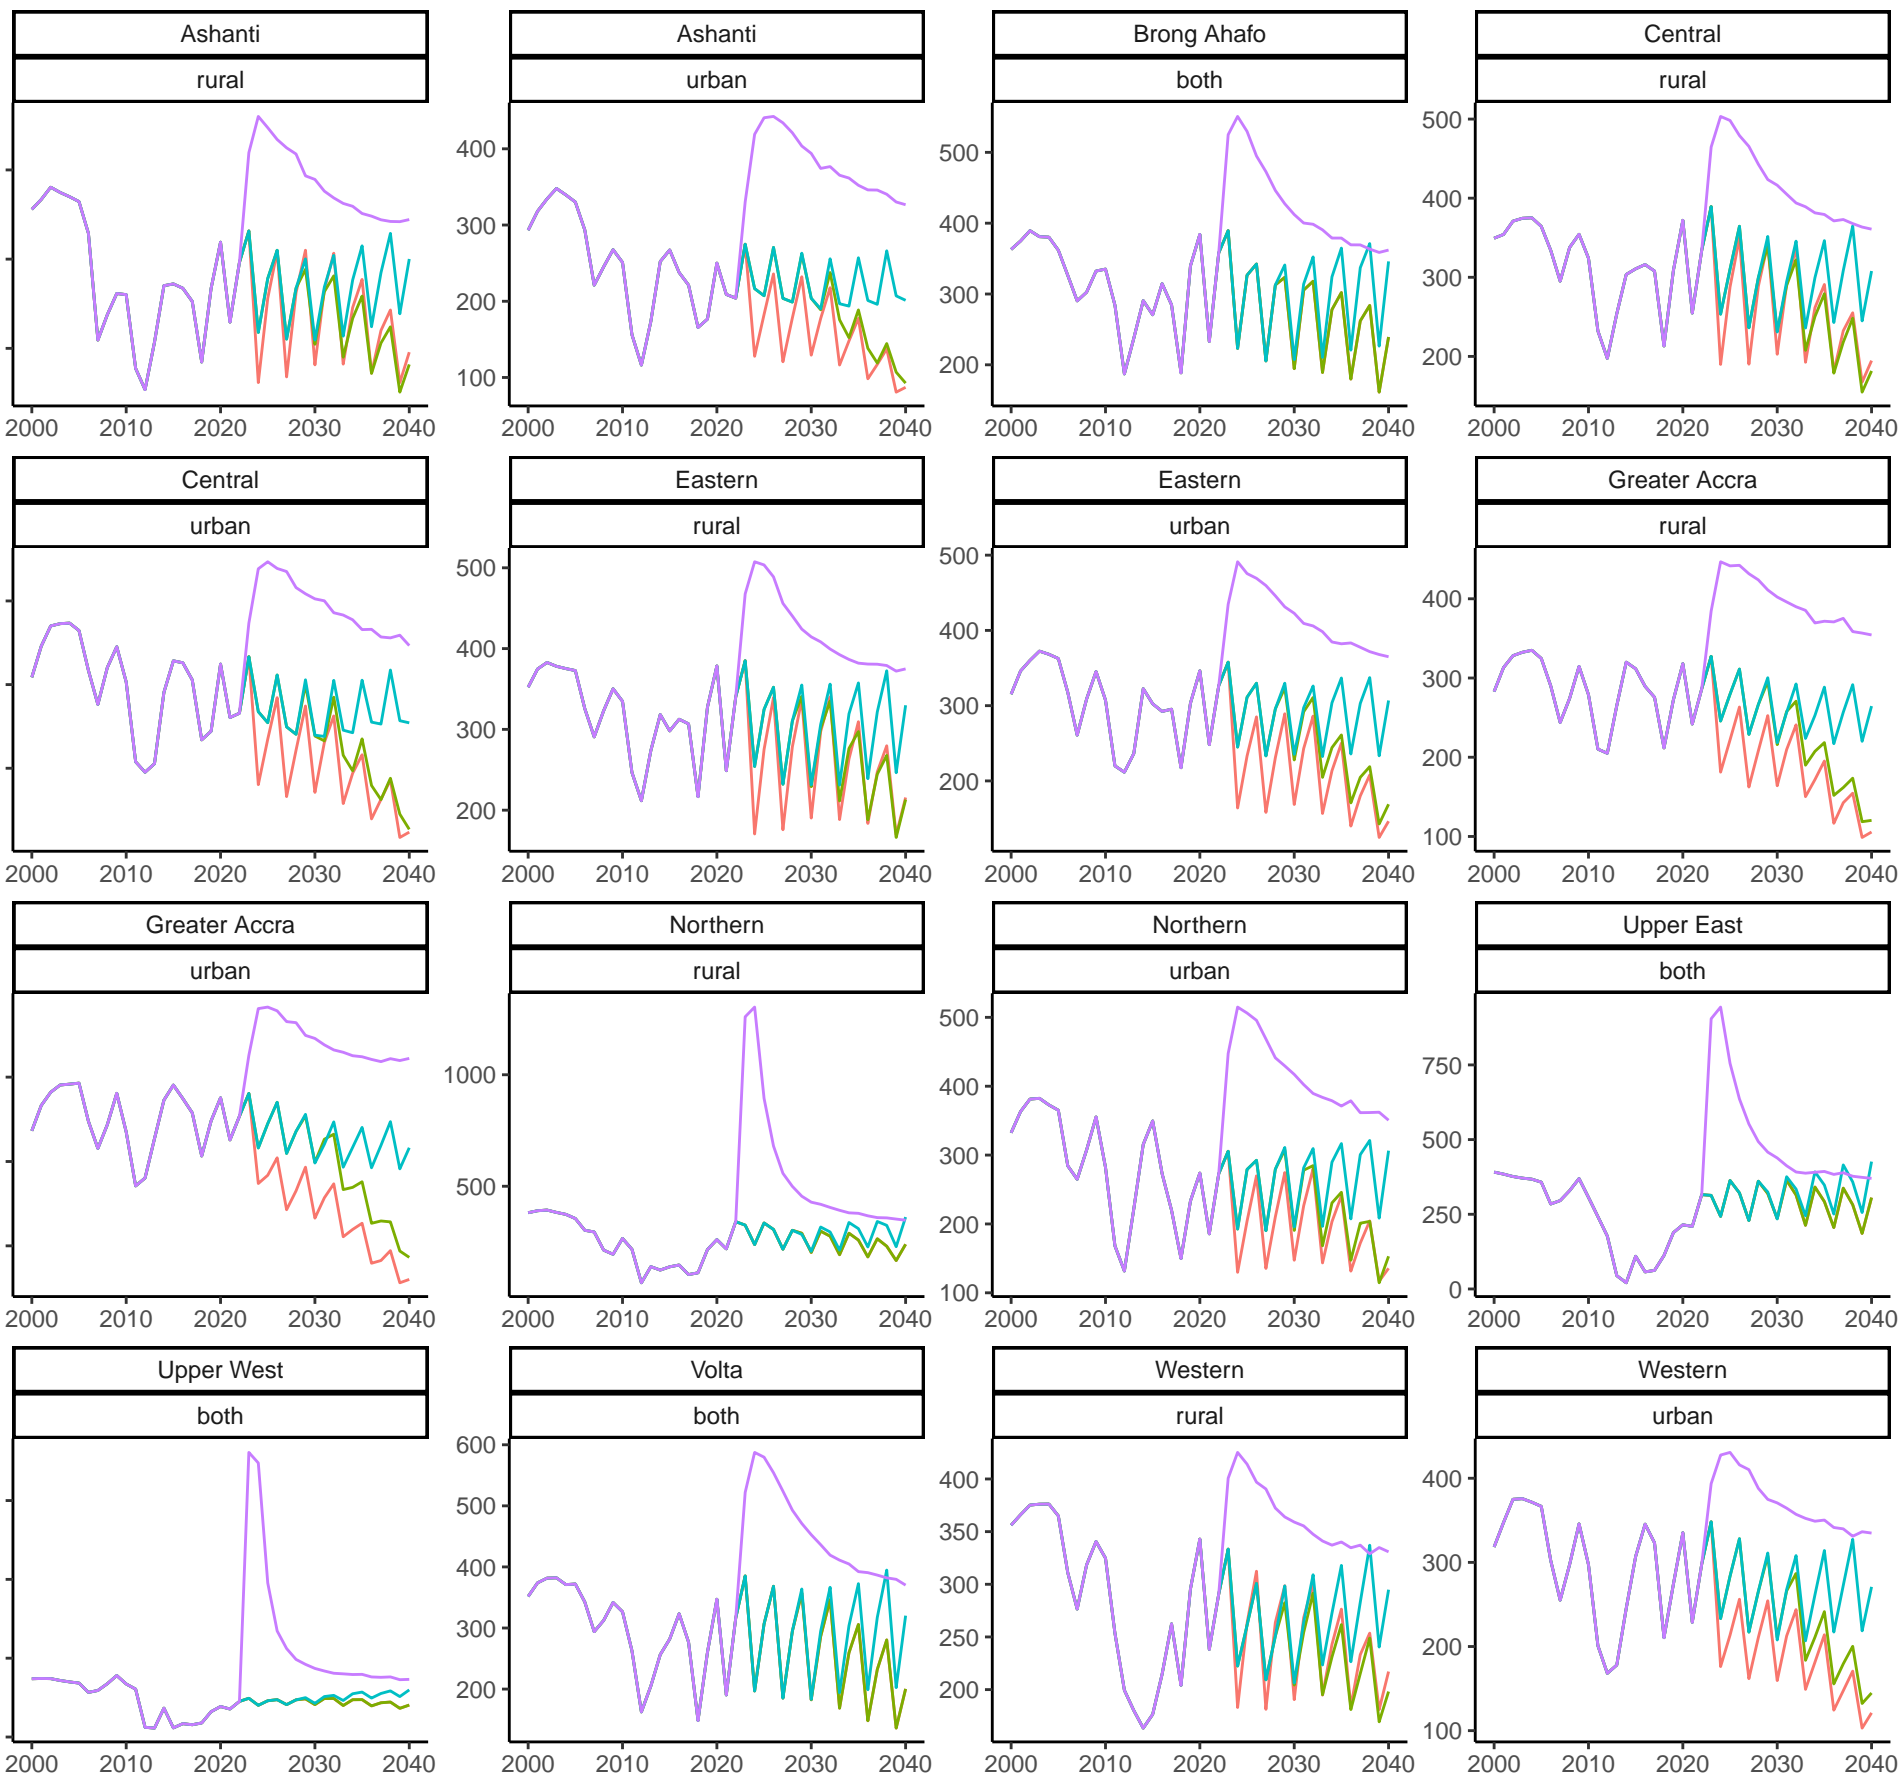 Ashanti Ashanti Brong Ahafo Central
rural urban both rural
400 300 200 100
500 400 300 200
500 400 300 200
2000 2010 2020 2030 2040 2000 2010 2020 2030 2040 2000 2010 2020 2030 2040 2000 2010 2020 2030 2040
Central Eastern Eastern Greater Accra
urban rural urban rural
500 400 300 200
500 400 300 200
400 300 200 100
2000 2010 2020 2030 2040 2000 2010 2020 2030 2040 2000 2010 2020 2030 2040 2000 2010 2020 2030 2040
Greater Accra Northern Northern Upper East
urban rural urban both
1000 500
500 400 300 200 100
750 500 250 0
2000 2010 2020 2030 2040 2000 2010 2020 2030 2040 2000 2010 2020 2030 2040 2000 2010 2020 2030 2040
Upper West Volta Western Western
both both rural urban
600 500 400 300 200
400 350 300 250 200
400 300 200 100
2000 2010 2020 2030 2040 2000 2010 2020 2030 2040 2000 2010 2020 2030 2040 2000 2010 2020 2030 2040